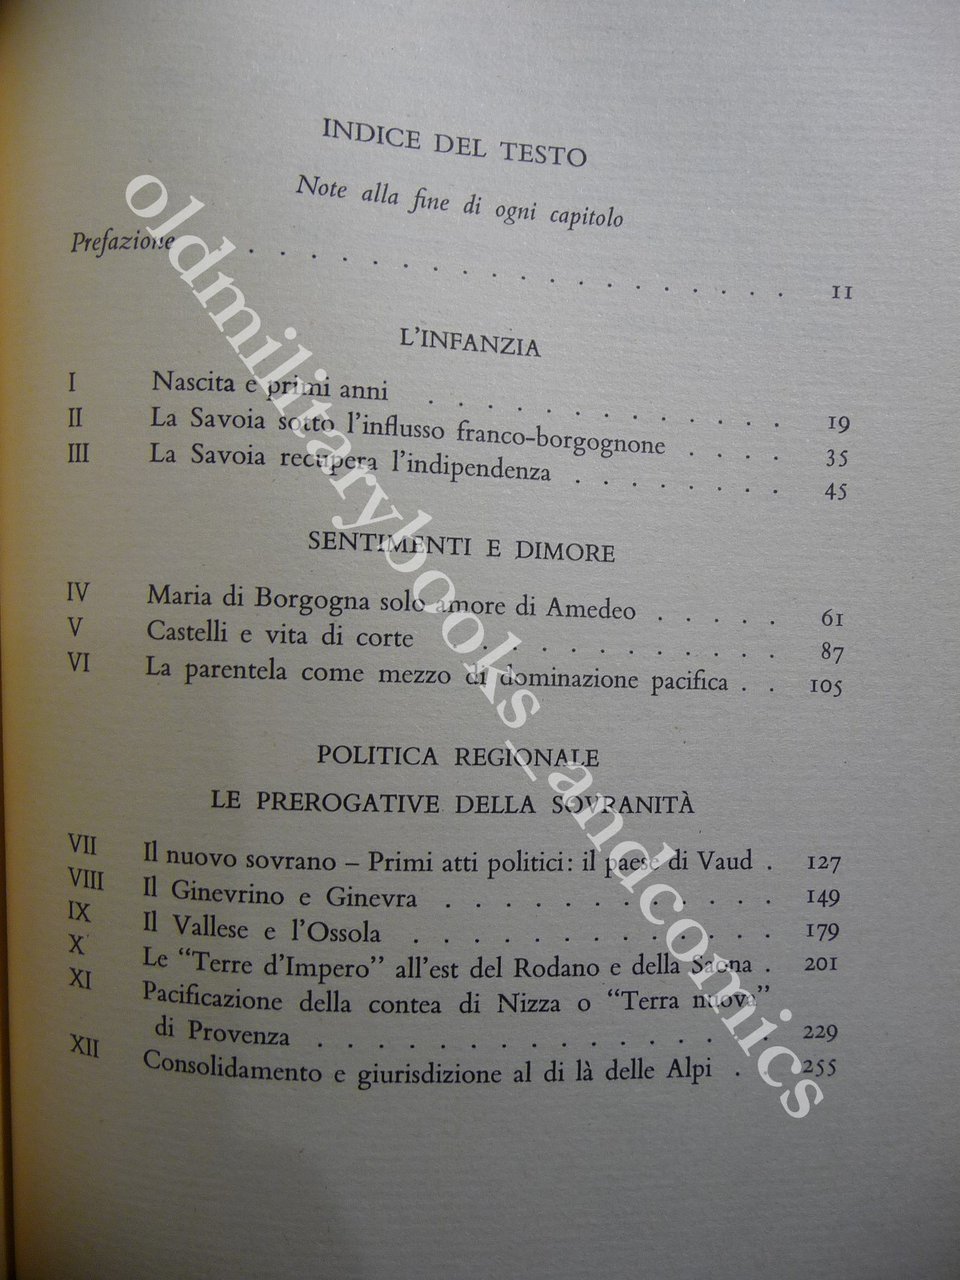 INDICE DEL TESTO
Note alla fine di ogni capitolo
Prefazione . . . . . . . . . . . . . . . . . . . . 11
L'INFANZIA
I Nascita e primi anni . . . . . . . . . . . . . 19
II La Savoia sotto l'influsso franco-borgognone . . . . 35
III La Savoia recupera l'indipendenza . . . . . . . . 45
SENTIMENTI E DIMORE
IV Maria di Borgogna solo amore di Amedeo . . . . . 61
V Castelli e vita di corte . . . . . . . . . . . 87
VI La parentela come mezzo di dominazione pacifica . . 105
POLITICA REGIONALE
LE PREROGATIVE DELLA SOVRANITÀ
VII Il nuovo sovrano – Primi atti politici: il paese di Vaud . 127
VIII Il Ginevrino e Ginevra . . . . . . . . . . . . 149
IX Il Vallese e l'Ossola . . . . . . . . . . . . . 179
X Le "Terre d'Impero" all'est del Rodano e della Saona . 201
XI Pacificazione della contea di Nizza o "Terra nuova"
di Provenza . . . . . . . . . . . . . . . . 229
XII Consolidamento e giurisdizione al di là delle Alpi . . 255
oldmilitarybooks_andcomics